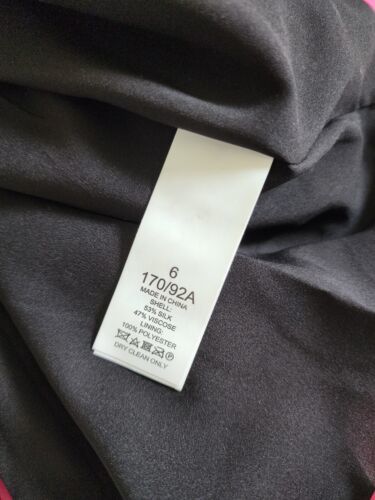 6
170/92A
MADE IN CHINA
SHELL:
53% SILK
47% VISCOSE
LINING:
100% POLYESTER
P
DRY CLEAN ONLY